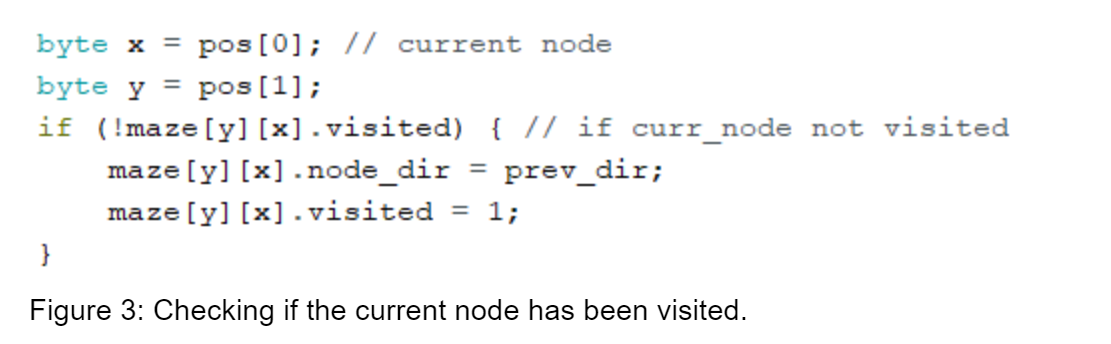 byte x = pos[0]; // current node
byte y = pos[1];
if (!maze[y][x].visited) { // if curr_node not visited
    maze[y][x].node_dir = prev_dir;
    maze[y][x].visited = 1;
}
Figure 3: Checking if the current node has been visited.